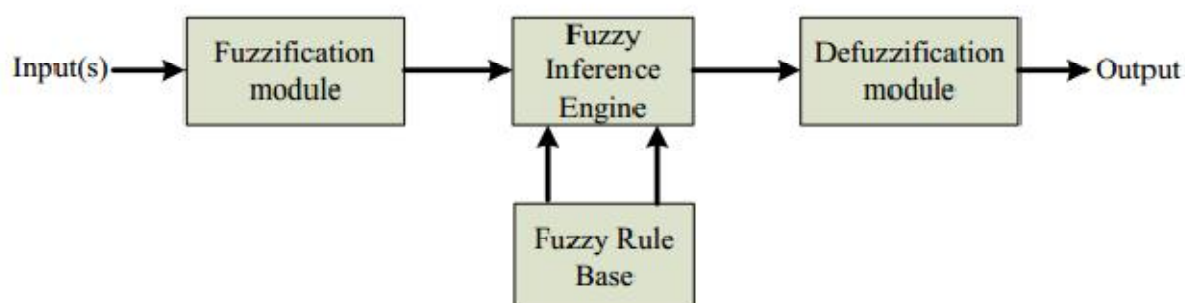 Input(s)
Fuzzification
module
Fuzzy
Inference
Engine
Defuzzification
module
Output
Fuzzy Rule
Base